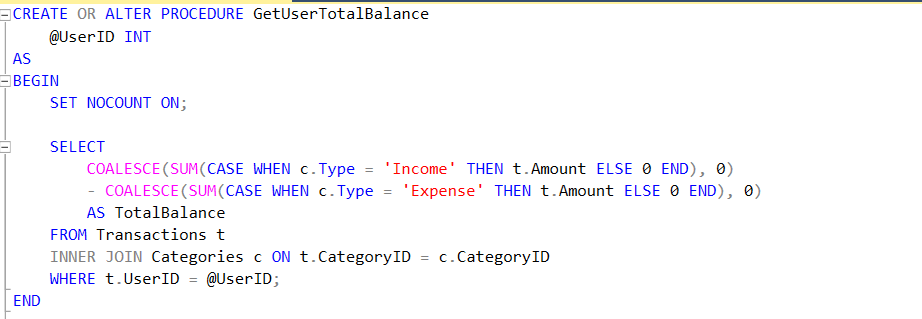 CREATE OR ALTER PROCEDURE GetUserTotalBalance
@UserID INT
AS
BEGIN
SET NOCOUNT ON;
SELECT
COALESCE(SUM(CASE WHEN c.Type = 'Income' THEN t.Amount ELSE 0 END), 0)
- COALESCE(SUM(CASE WHEN c.Type = 'Expense' THEN t.Amount ELSE 0 END), 0)
AS TotalBalance
FROM Transactions t
INNER JOIN Categories c ON t.CategoryID = c.CategoryID
WHERE t.UserID = @UserID;
END